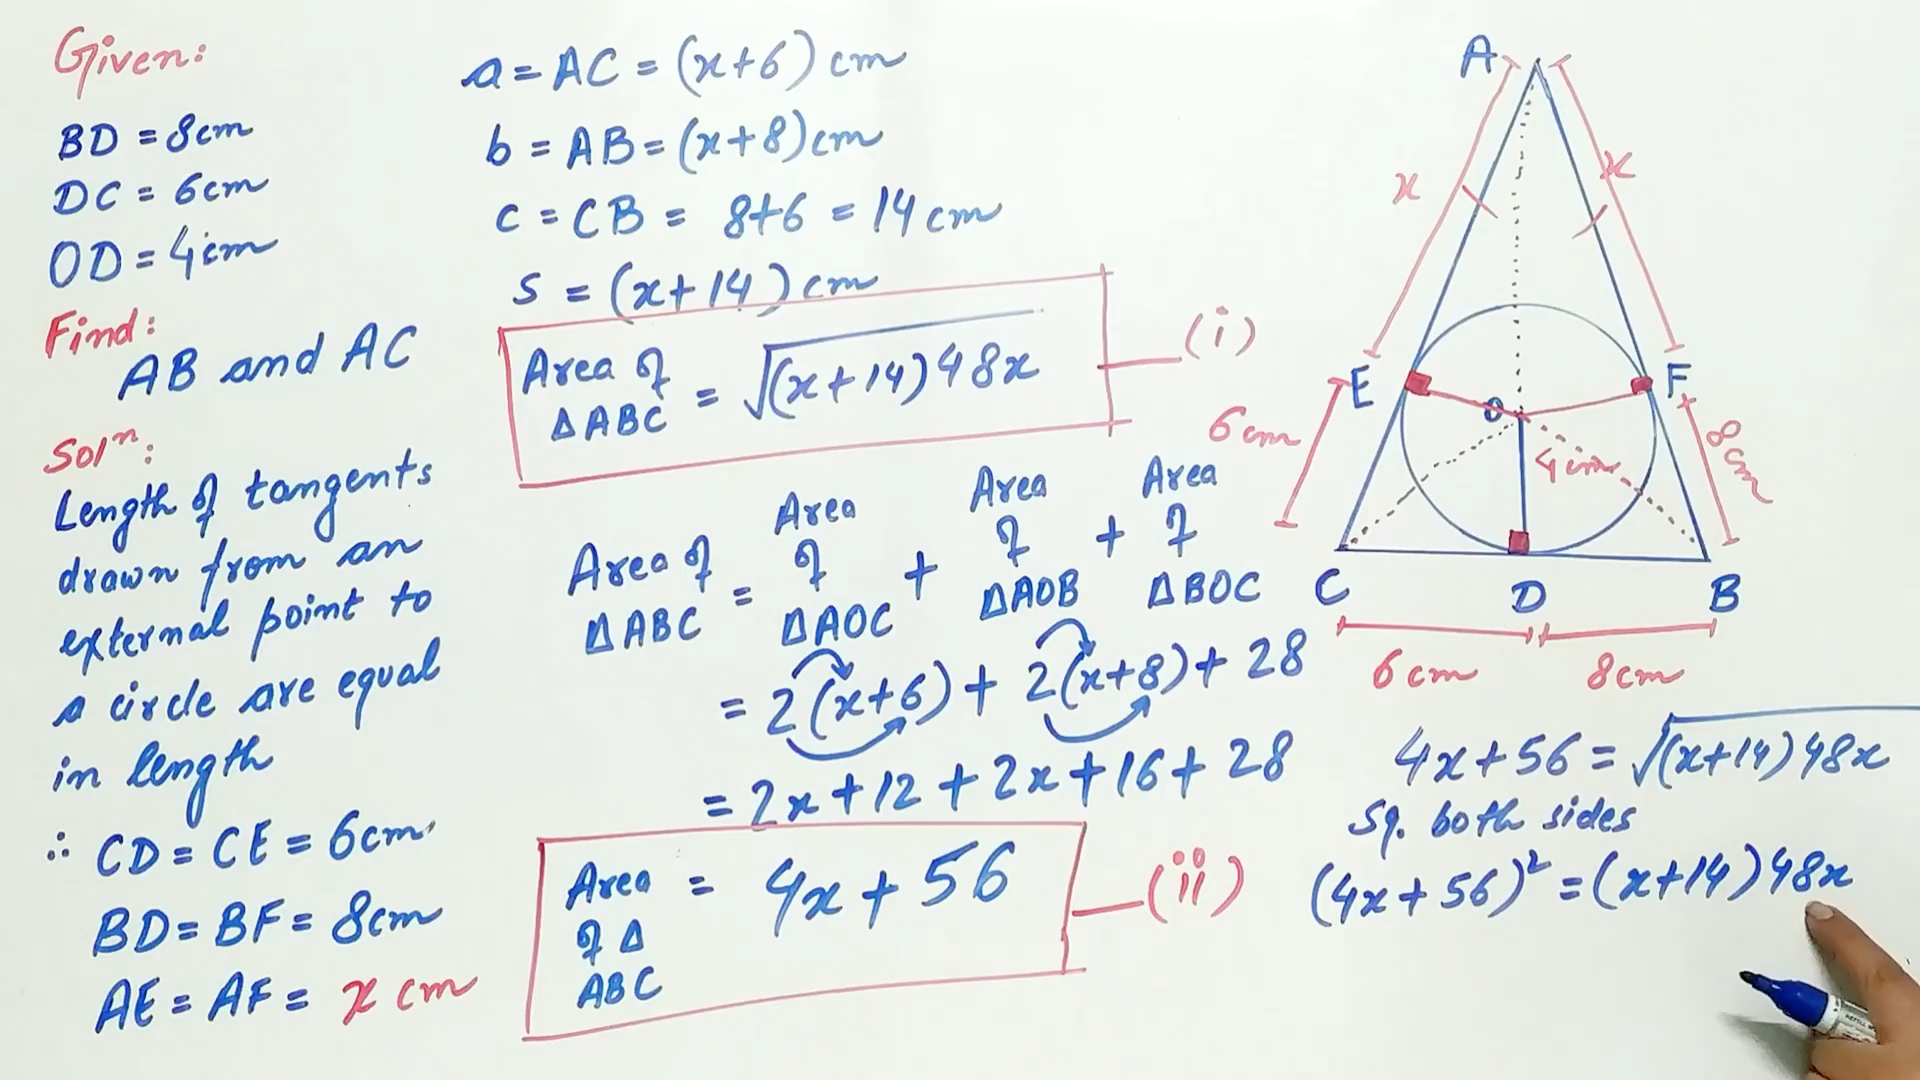 Given:
BD = 8cm
DC = 6cm
OD = 4cm
Find:
AB and AC
Solⁿ:
Length of tangents
drawn from an
external point to
a circle are equal
in length
∴ CD = CE = 6cm
BD = BF = 8cm
AE = AF = x cm
a = AC = (x+6) cm
b = AB = (x+8) cm
c = CB = 8+6 = 14 cm
s = (x+14) cm
Area of ΔABC = √(x+14)48x (i)
Area of ΔABC = Area of ΔAOC + Area of ΔAOB + Area of ΔBOC
= 2(x+6) + 2(x+8) + 28
= 2x + 12 + 2x + 16 + 28
Area of Δ ABC = 4x + 56 (ii)
A
x
x
E
F
O
6cm
4cm
8cm
C
D
B
6cm
8cm
4x + 56 = √(x+14)48x
Sq. both sides
(4x + 56)² = (x+14)48x